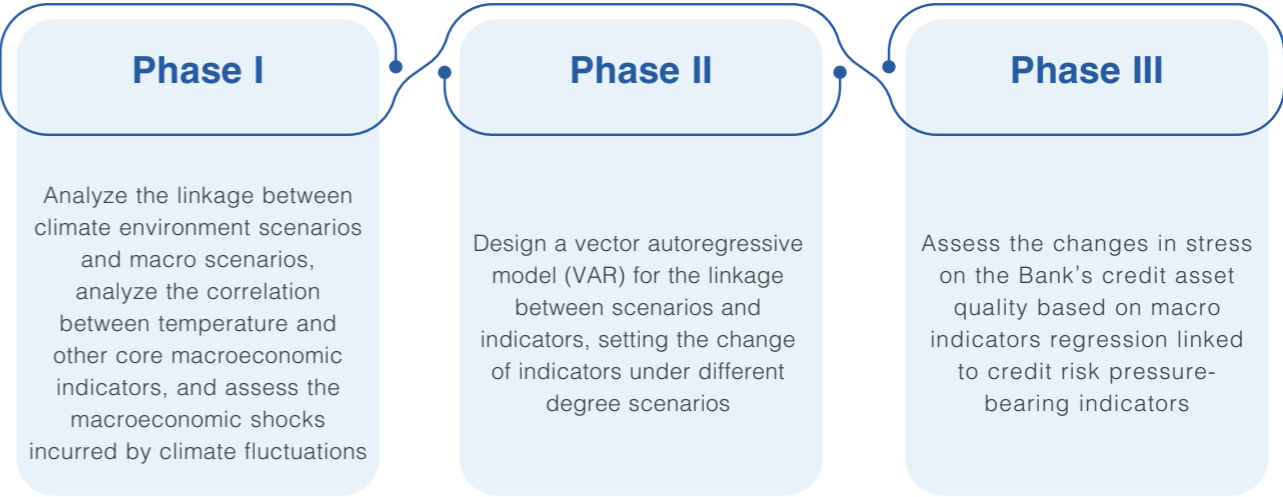 Phase I
Analyze the linkage between
climate environment scenarios
and macro scenarios,
analyze the correlation
between temperature and
other core macroeconomic
indicators, and assess the
macroeconomic shocks
incurred by climate fluctuations
Phase II
Design a vector autoregressive
model (VAR) for the linkage
between scenarios and
indicators, setting the change
of indicators under different
degree scenarios
Phase III
Assess the changes in stress
on the Bank's credit asset
quality based on macro
indicators regression linked
to credit risk pressure-
bearing indicators